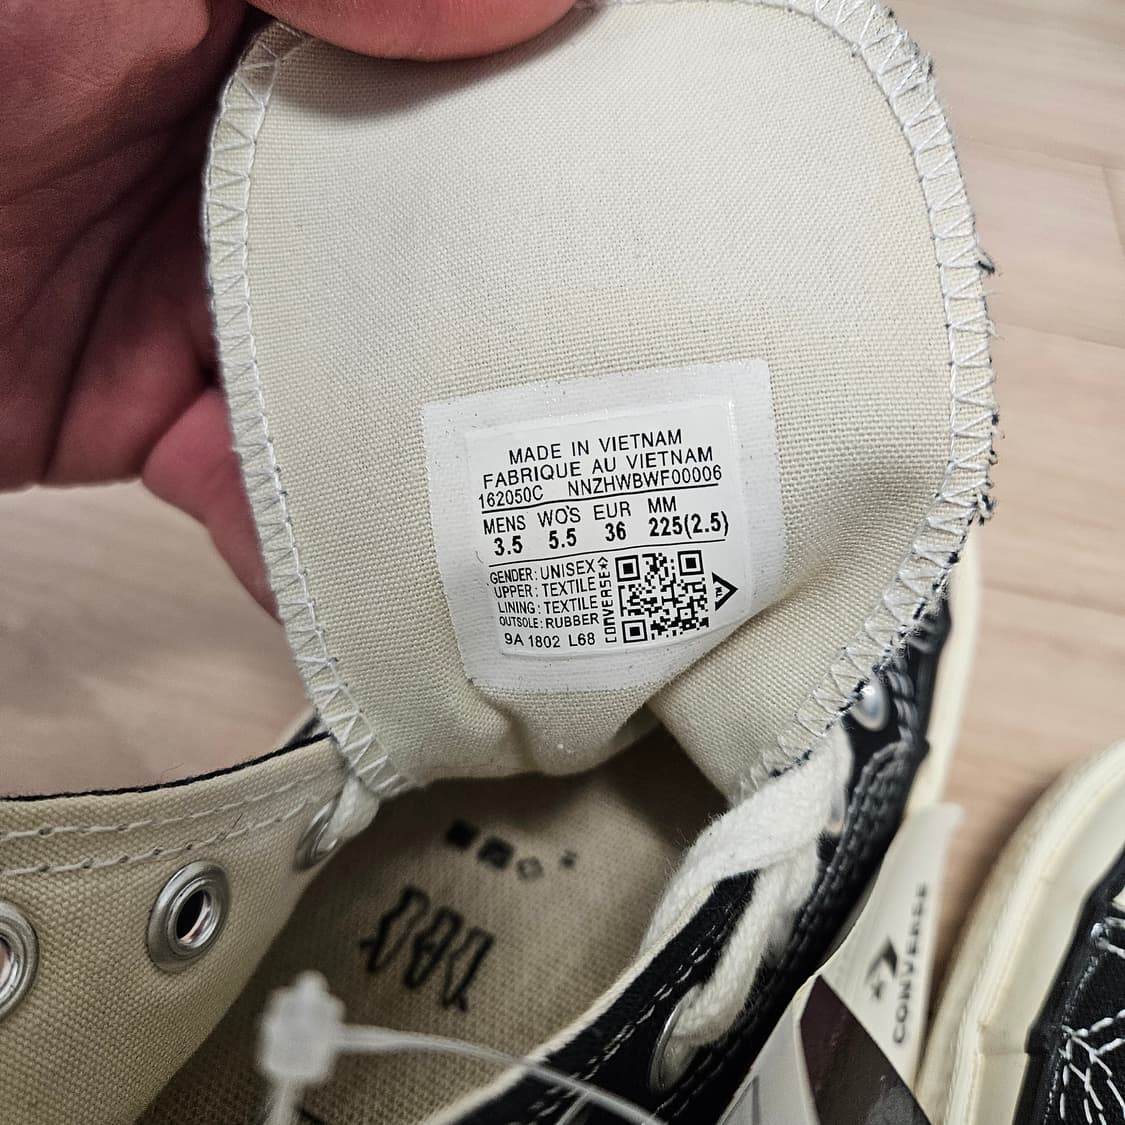 MADE IN VIETNAM
FABRIQUE AU VIETNAM
162050C NNZHWBWF00006
MENS WO'S EUR MM
3.5 5.5 36 225(2.5)
GENDER: UNISEX
UPPER: TEXTILE
LINING: TEXTILE
OUTSOLE: RUBBER
9A 1802 L68
CONVERSE
TM
CONVERSE